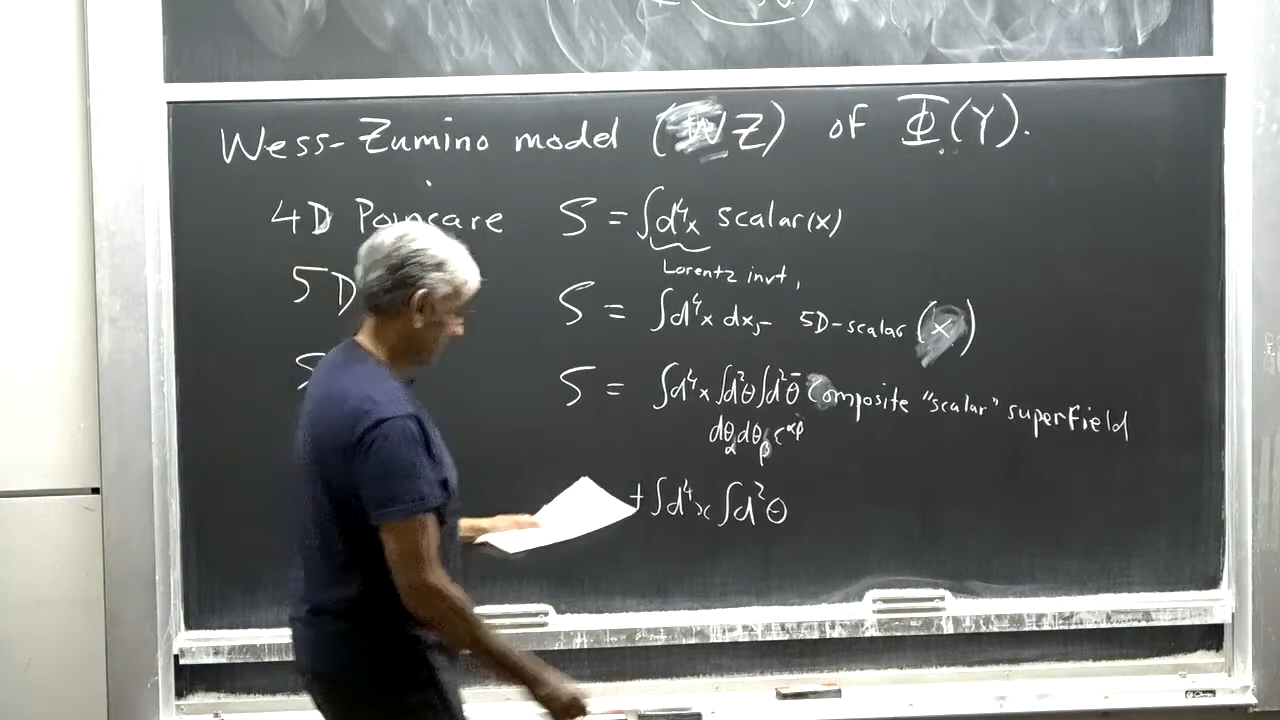 Wess-Zumino model (WZ) of Φ(Y).
4D Poincare S = ∫d⁴x scalar(x)
Lorentz invt,
5D S = ∫d⁴x dx₅ 5D-scalar (x)
S = ∫d⁴x ∫d²θ ∫d²θ̄ Composite "scalar" superfield
dθ_α dθ_β ε^{αβ}
+ ∫d⁴x ∫d²θ